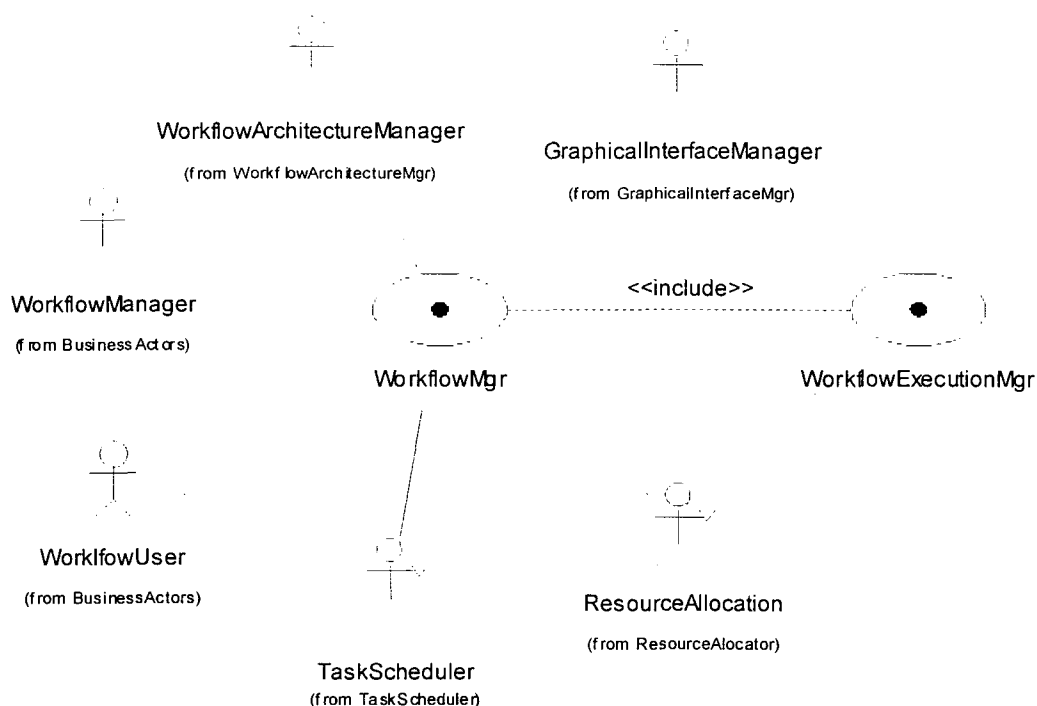 WorkflowArchitectureManager
(from WorkflowArchitectureMgr)
GraphicalInterfaceManager
(from GraphicalInterfaceMgr)
WorkflowManager
(from BusinessActors)
<<include>>
WorkflowMgr
WorkflowExecutionMgr
WorklfowUser
(from BusinessActors)
ResourceAllocation
(from ResourceAlocator)
TaskScheduler
(from TaskScheduler)